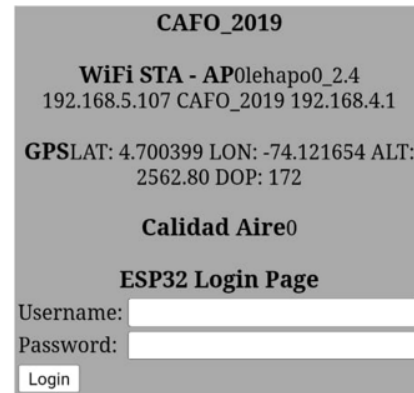 CAFO_2019
WiFi STA - AP0lehapo0_2.4
192.168.5.107 CAFO_2019 192.168.4.1
GPSLAT: 4.700399 LON: -74.121654 ALT:
2562.80 DOP: 172
Calidad Aire0
ESP32 Login Page
Username:
Password:
Login